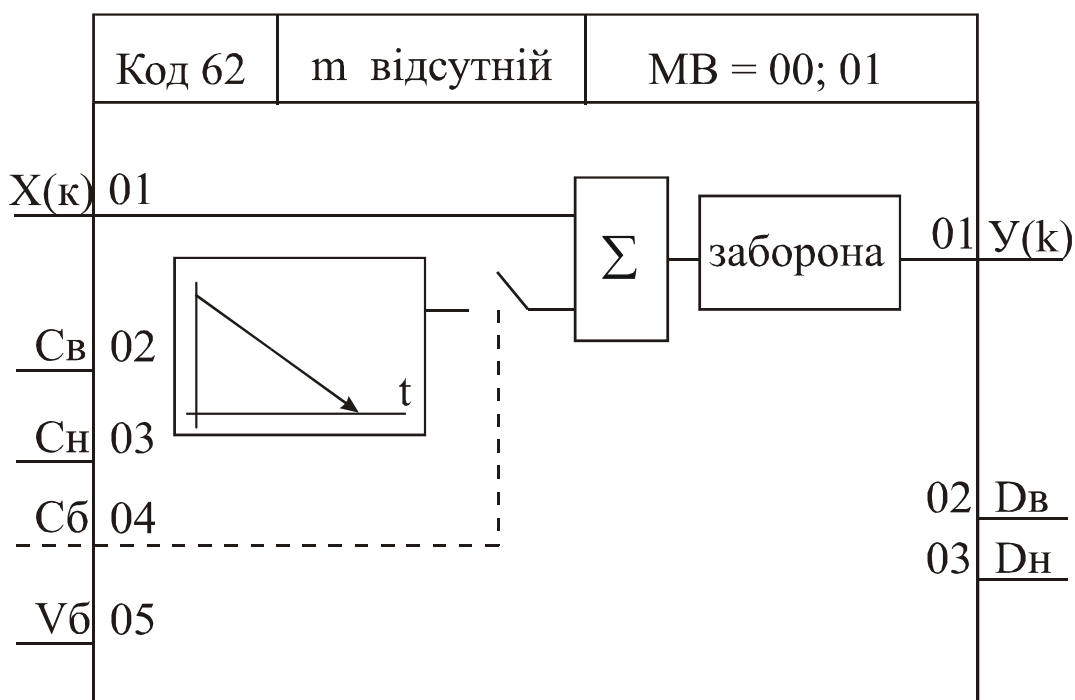 Код 62 m відсутній МВ = 00; 01
Х(к) 01
Σ
заборона
01 У(k)
Св 02
t
Сн 03
Сб 04
02 Dв
03 Dн
Vб 05